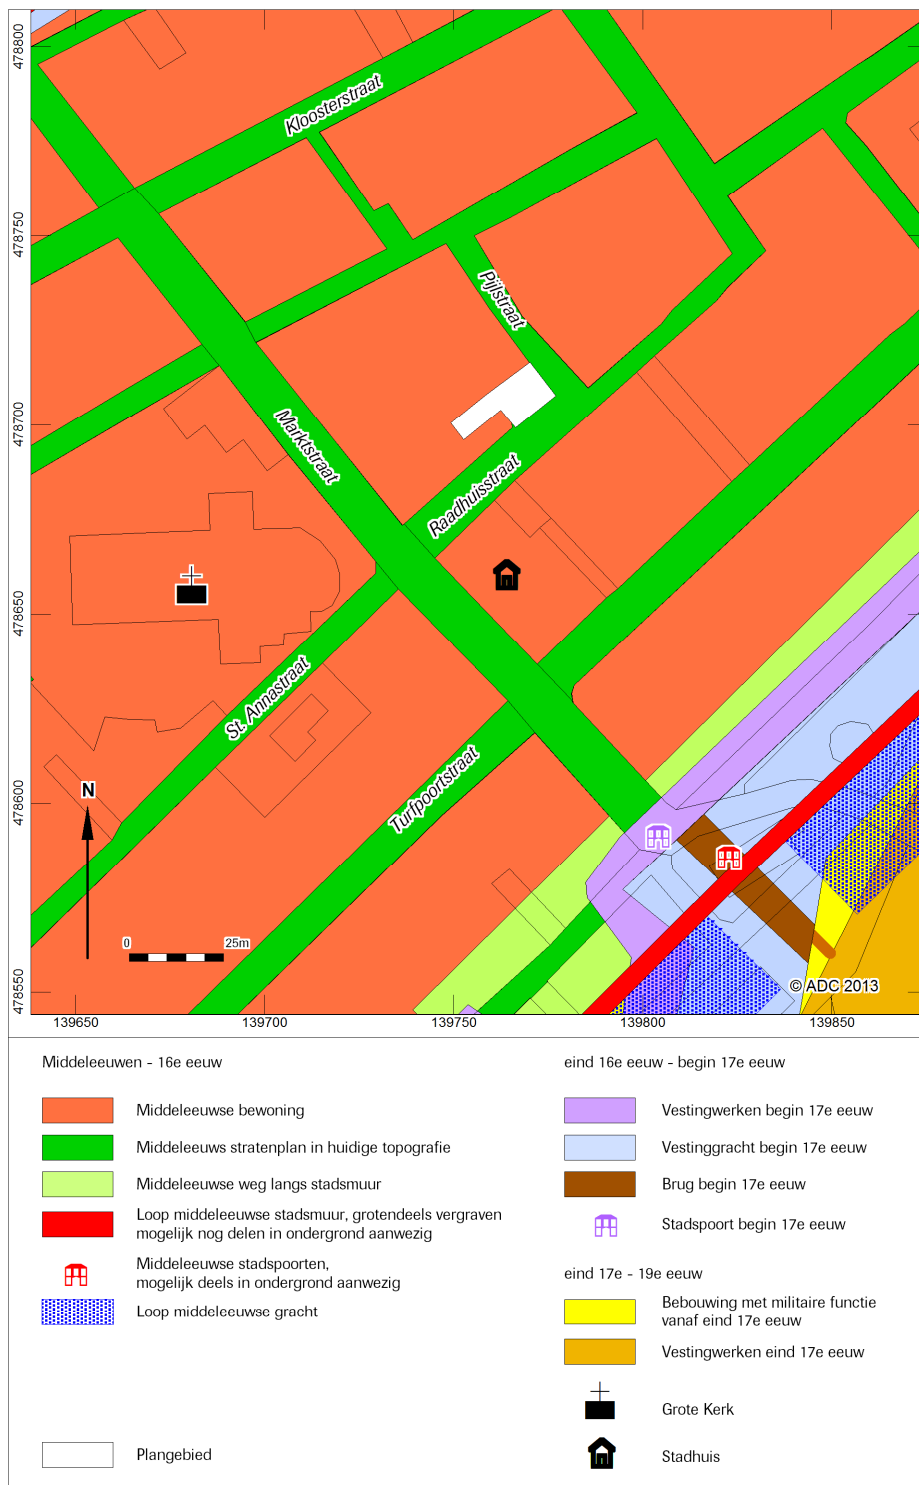 478800
478750
478700
478650
478600
478550
Kloosterstraat
Pijlstraat
Marktstraat
Raadhuisstraat
St. Annastraat
Turfpoortstraat
N
0 25m
© ADC 2013
139650 139700 139750 139800 139850
Middeleeuwen - 16e eeuw
Middeleeuwse bewoning
Middeleeuws stratenplan in huidige topografie
Middeleeuwse weg langs stadsmuur
Loop middeleeuwse stadsmuur, grotendeels vergraven
mogelijk nog delen in ondergrond aanwezig
Middeleeuwse stadspoorten,
mogelijk deels in ondergrond aanwezig
Loop middeleeuwse gracht
Plangebied
eind 16e eeuw - begin 17e eeuw
Vestingwerken begin 17e eeuw
Vestinggracht begin 17e eeuw
Brug begin 17e eeuw
Stadspoort begin 17e eeuw
eind 17e - 19e eeuw
Bebouwing met militaire functie
vanaf eind 17e eeuw
Vestingwerken eind 17e eeuw
Grote Kerk
Stadhuis